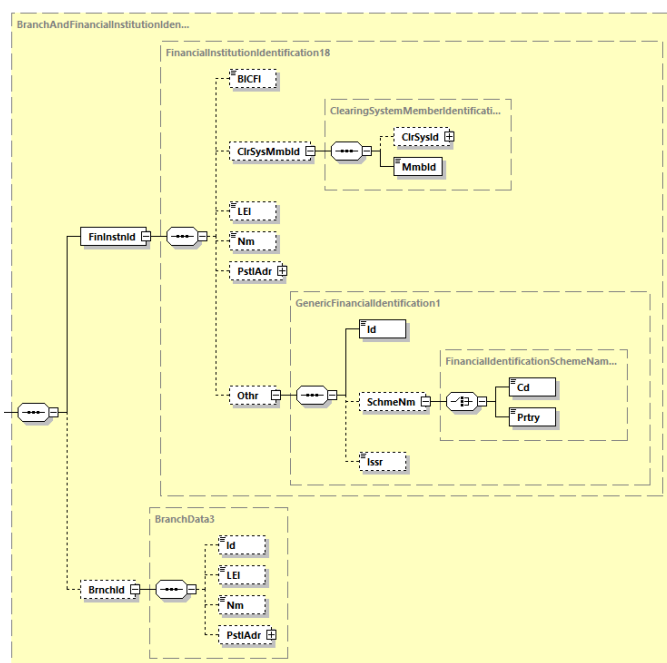 BranchAndFinancialInstitutionIden...
FinancialInstitutionIdentification18
BICFI
ClearingSystemMemberIdentificati...
ClrSysMmbId
ClrSysId
MmbId
LEI
FinInstnId
Nm
PstlAdr
GenericFinancialIdentification1
Id
FinancialIdentificationSchemeNam...
Othr
SchmeNm
Cd
Prtry
Issr
BranchData3
Id
LEI
BrnchId
Nm
PstlAdr